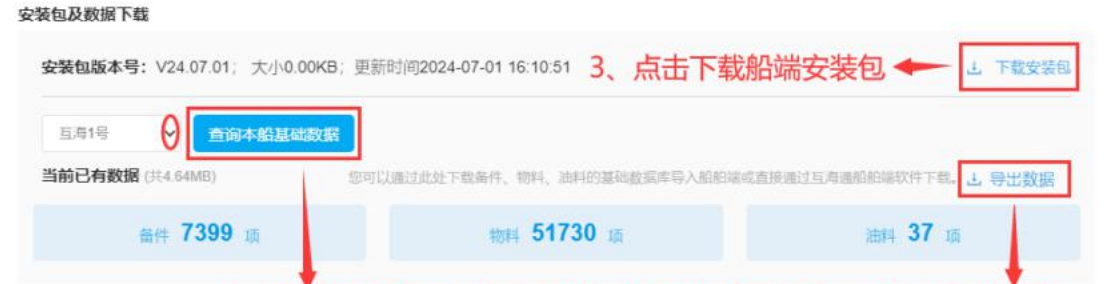 安装包及数据下载
安装包版本号：V24.07.01；大小0.00KB；更新时间2024-07-01 16:10:51 3、点击下载船端安装包 下载安装包
互海1号 查询本船基础数据
当前已有数据 (共4.64MB) 您可以通过此处下载备件、物料、油料的基础数据库导入船舶端或直接通过互海通船舶端软件下载。 导出数据
备件 7399 项 物料 51730 项 油料 37 项